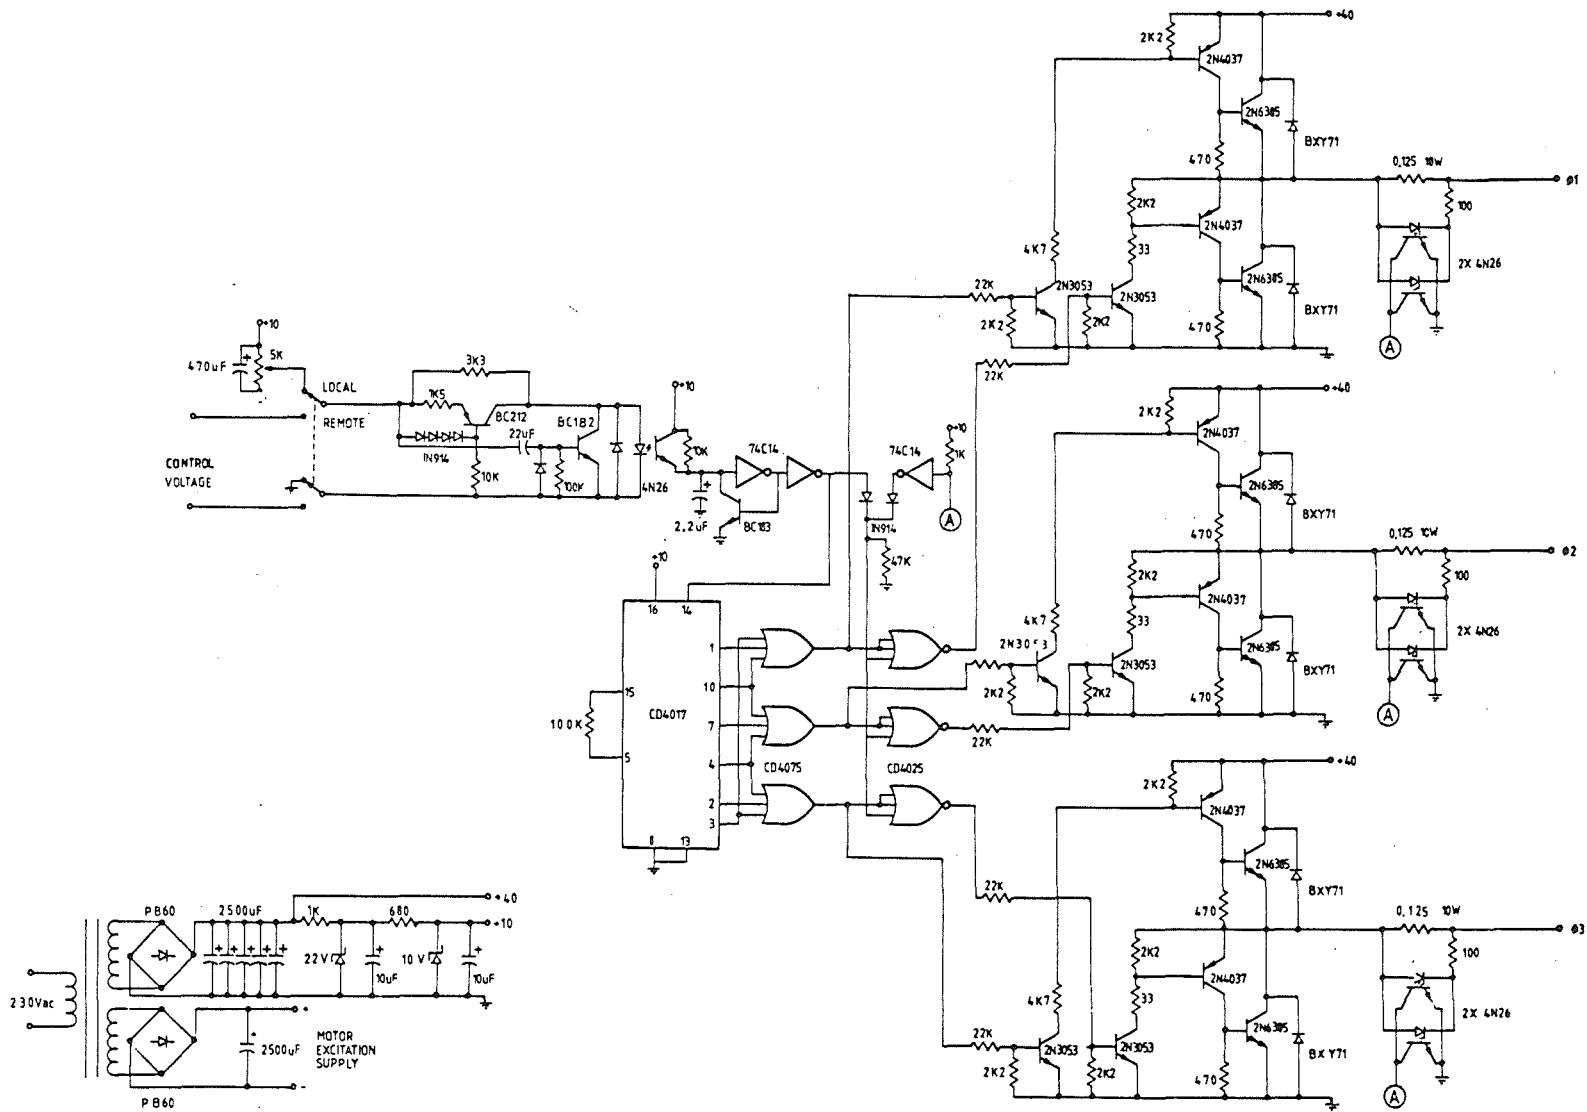 +40
2K2
2N4037
2N6385
BXY71
470
0,125 10W
ø1
100
2K2
2N4037
4K7
33
2X 4N26
22K
2N3053
2N3053
2N6385
BXY71
2K2
2K2
470
A
22K
+10
5K
470uF
3K3
LOCAL
1K5
BC212
REMOTE
22uF
BC182
+10
10K
74C14
74C14
+10
1K
IN914
CONTROL
VOLTAGE
10K
100K
4N26
2,2uF
BC183
IN914
A
47K
+40
2K2
2N4037
2N6385
BXY71
470
0,125 10W
ø2
100
2K2
2N4037
4K7
33
2X 4N26
2N3053
2N3053
2N6385
BXY71
2K2
2K2
470
A
22K
+10
16
14
1
15
10
CD4017
100K
7
5
4
CD4075
CD4025
2
3
8
13
+40
2K2
2N4037
2N6385
BXY71
22K
470
0,125 10W
ø3
100
2K2
2N4037
4K7
33
2X 4N26
22K
2N3053
2N3053
2N6385
BXY71
2K2
2K2
470
A
+40
PB60
2500uF
1K
680
+10
22V
10uF
10V
10uF
230Vac
+
2500uF
MOTOR
EXCITATION
SUPPLY
-
PB60